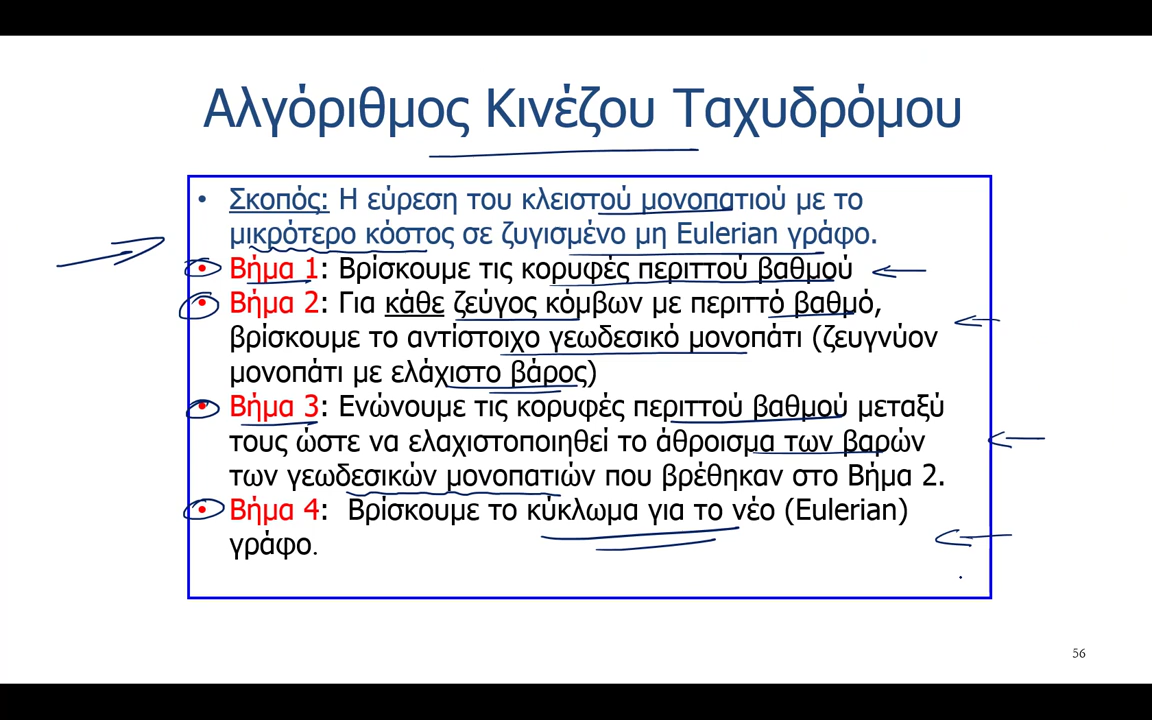 Αλγόριθμος Κινέζου Ταχυδρόμου
• Σκοπός: Η εύρεση του κλειστού μονοπατιού με το
μικρότερο κόστος σε ζυγισμένο μη Eulerian γράφο.
• Βήμα 1: Βρίσκουμε τις κορυφές περιττού βαθμού
• Βήμα 2: Για κάθε ζεύγος κόμβων με περιττό βαθμό,
βρίσκουμε το αντίστοιχο γεωδεσικό μονοπάτι (ζευγνύον
μονοπάτι με ελάχιστο βάρος)
• Βήμα 3: Ενώνουμε τις κορυφές περιττού βαθμού μεταξύ
τους ώστε να ελαχιστοποιηθεί το άθροισμα των βαρών
των γεωδεσικών μονοπατιών που βρέθηκαν στο Βήμα 2.
• Βήμα 4: Βρίσκουμε το κύκλωμα για το νέο (Eulerian)
γράφο.
56